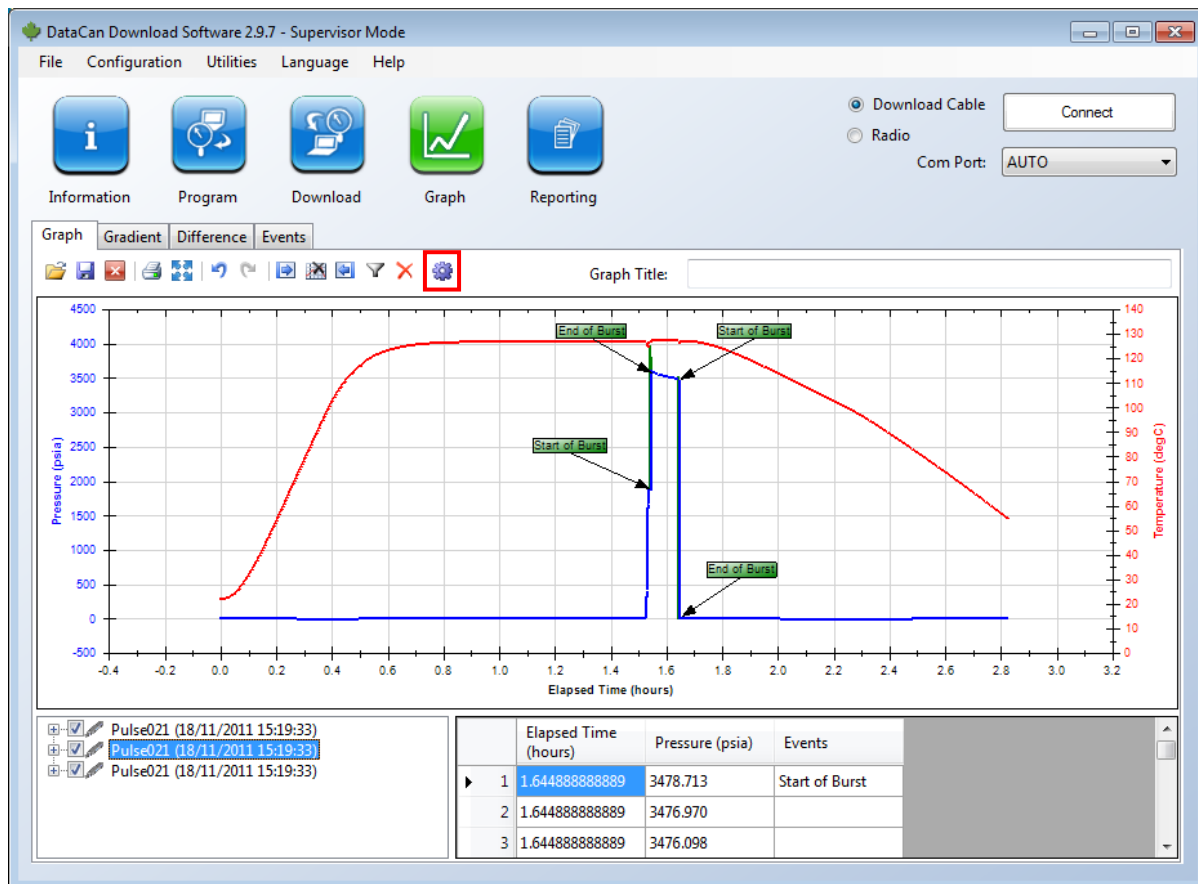 DataCan Download Software 2.9.7 - Supervisor Mode
File Configuration Utilities Language Help
Information Program Download Graph Reporting
Download Cable
Radio
Connect
Com Port: AUTO
Graph Gradient Difference Events
Graph Title:
4500
4000
3500
3000
2500
2000
1500
1000
500
0
-500
Pressure (psia)
End of Burst
Start of Burst
Start of Burst
End of Burst
140
130
120
110
100
90
80
70
60
50
40
30
20
10
0
Temperature (degC)
-0.4 -0.2 0.0 0.2 0.4 0.6 0.8 1.0 1.2 1.4 1.6 1.8 2.0 2.2 2.4 2.6 2.8 3.0 3.2
Elapsed Time (hours)
Pulse021 (18/11/2011 15:19:33)
Pulse021 (18/11/2011 15:19:33)
Pulse021 (18/11/2011 15:19:33)
Elapsed Time (hours) Pressure (psia) Events
1 1.644888888889 3478.713 Start of Burst
2 1.644888888889 3476.970
3 1.644888888889 3476.098